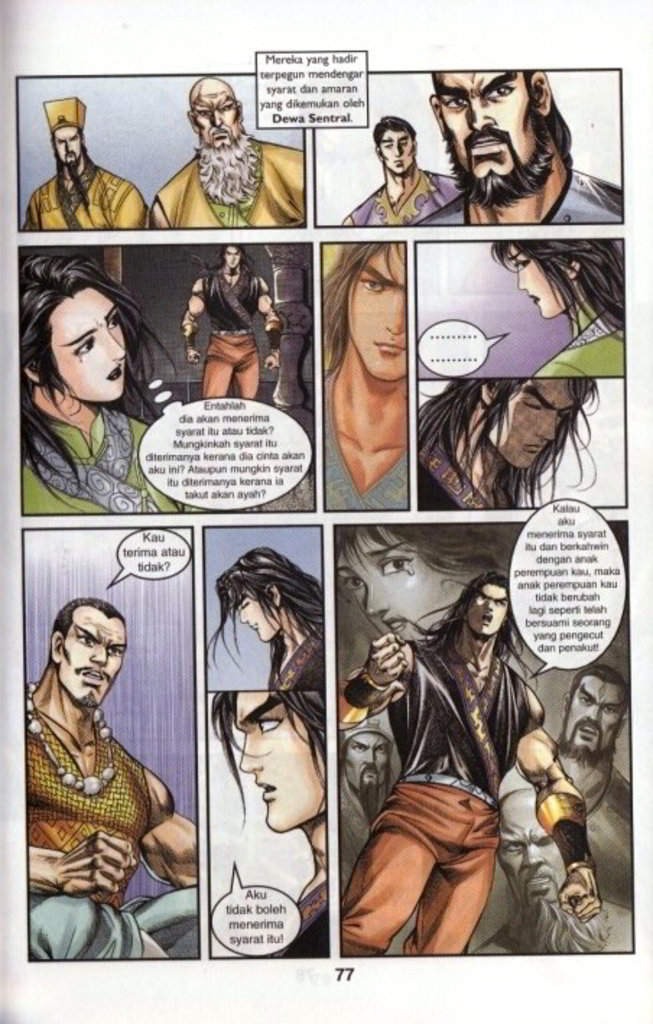 Mereka yang hadir
terpegun mendengar
syarat dan amaran
yang dikemukan oleh
Dewa Sentral.
Entahlah
dia akan menerima
syarat itu atau tidak?
Mungkinkah syarat itu
diterimanya kerana dia cinta akan
aku ini? Ataupun mungkin syarat
itu diterimanya kerana ia
takut akan ayah?
.........
.........
Kau
terima atau
tidak?
Aku
tidak boleh
menerima
syarat itu!
Kalau
aku
menerima syarat
itu dan berkahwin
dengan anak
perempuan kau, maka
anak perempuan kau
tidak berubah
lagi seperti telah
bersuami seorang
yang pengecut
dan penakut!
77